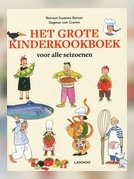 Rotraut Susanne Berner
Dagmar von Cramm
HET GROTE
KINDERKOOKBOEK
voor alle seizoenen
LANNOO